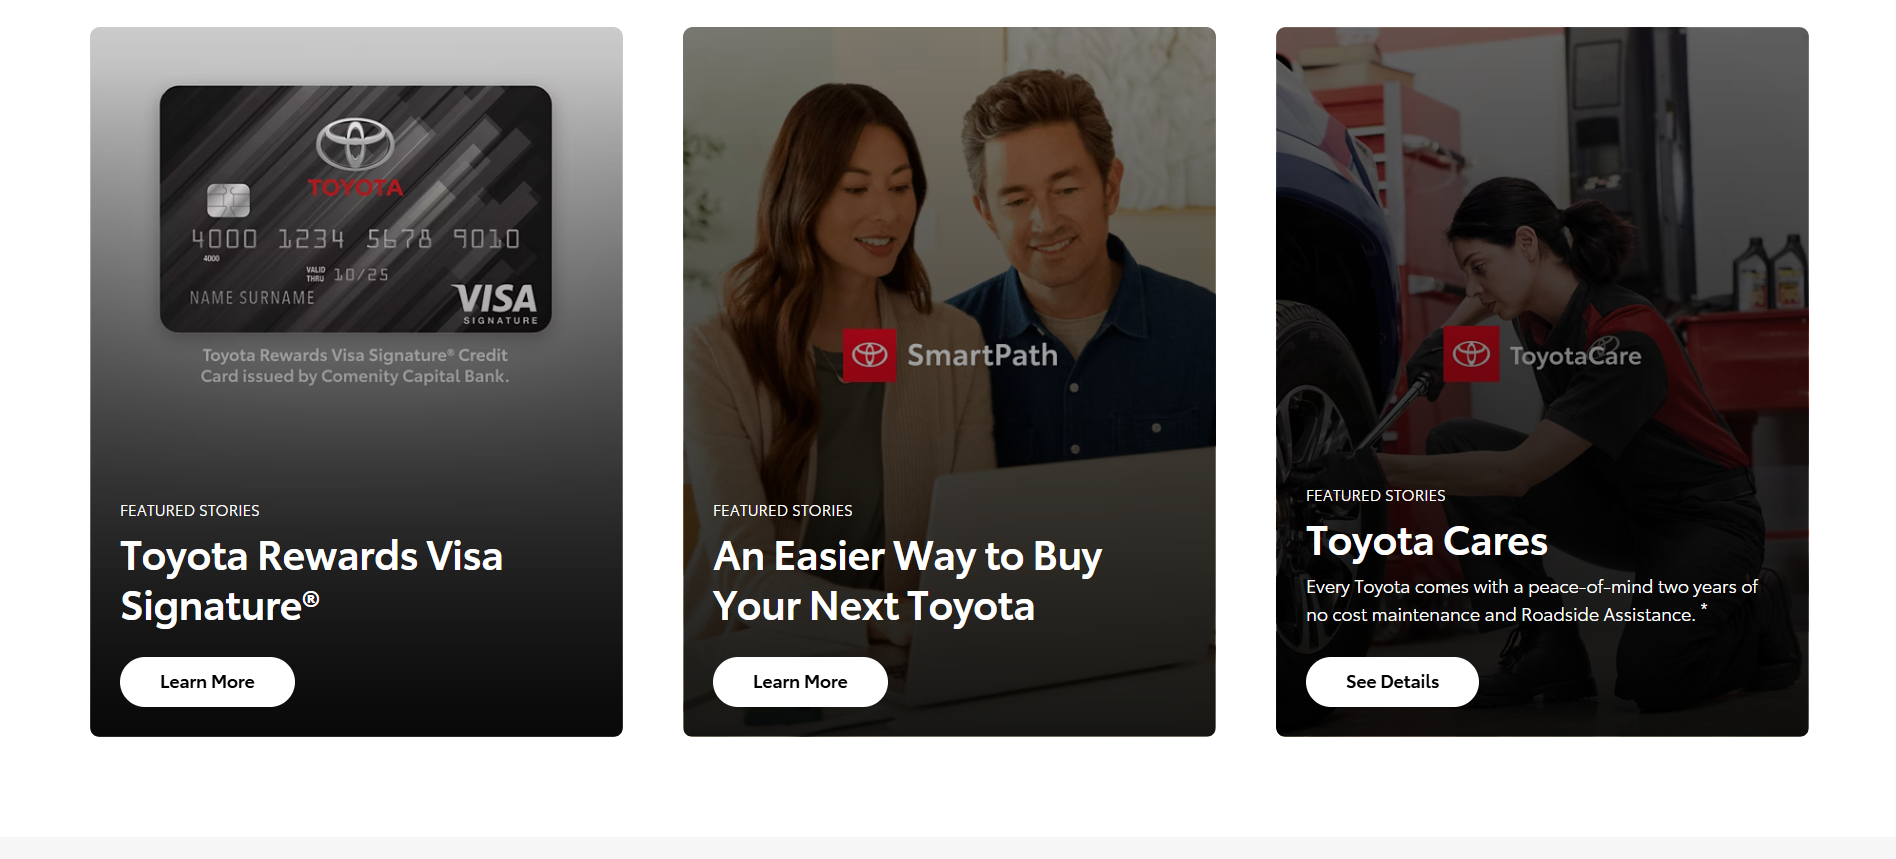 TOYOTA
4000 1234 5678 9010
4000
VALID
THRU 10/25
NAME SURNAME
VISA
SIGNATURE
Toyota Rewards Visa Signature® Credit
Card issued by Comenity Capital Bank.
FEATURED STORIES
Toyota Rewards Visa
Signature®
Learn More
SmartPath
FEATURED STORIES
An Easier Way to Buy
Your Next Toyota
Learn More
ToyotaCare
FEATURED STORIES
Toyota Cares
Every Toyota comes with a peace-of-mind two years of
no cost maintenance and Roadside Assistance. *
See Details